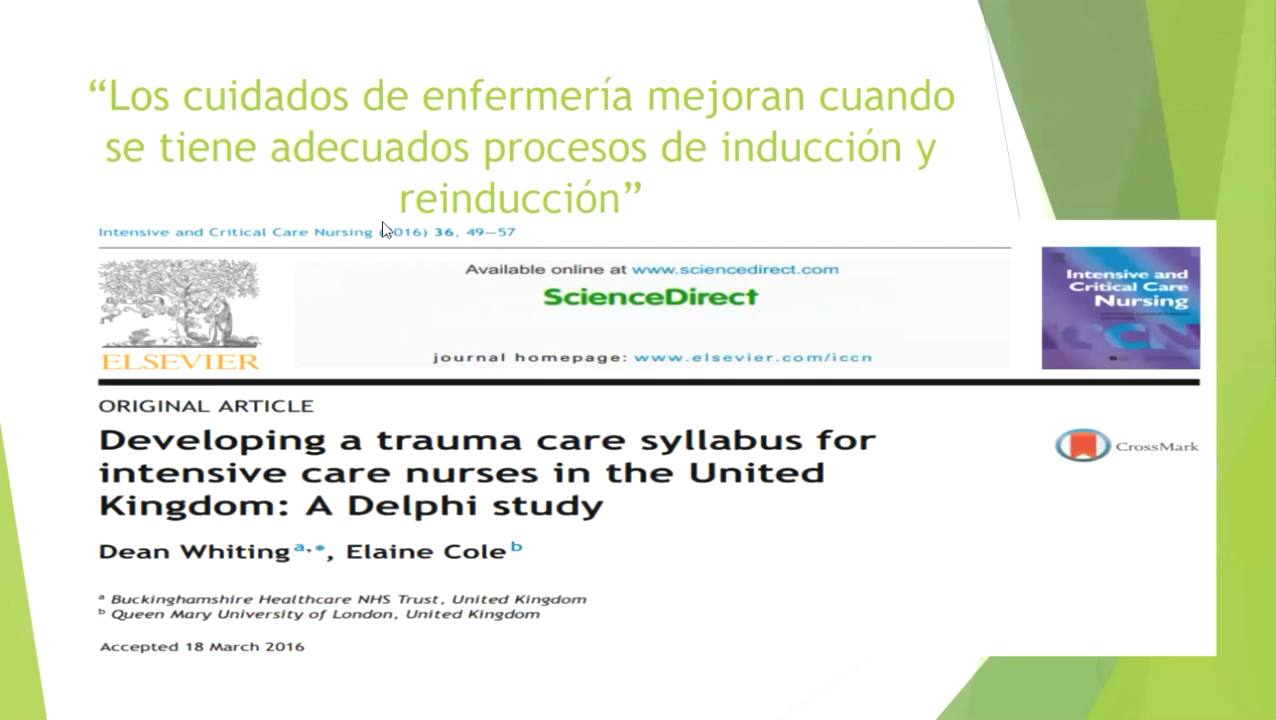 “Los cuidados de enfermería mejoran cuando
se tiene adecuados procesos de inducción y
reinducción”
Intensive and Critical Care Nursing (2016) 36, 49—57
Available online at www.sciencedirect.com
ScienceDirect
journal homepage: www.elsevier.com/iccn
ELSEVIER
Intensive and
Critical Care
Nursing
ICCN
ORIGINAL ARTICLE
Developing a trauma care syllabus for
intensive care nurses in the United
Kingdom: A Delphi study
CrossMark
Dean Whiting a,*, Elaine Cole b
a Buckinghamshire Healthcare NHS Trust, United Kingdom
b Queen Mary University of London, United Kingdom
Accepted 18 March 2016